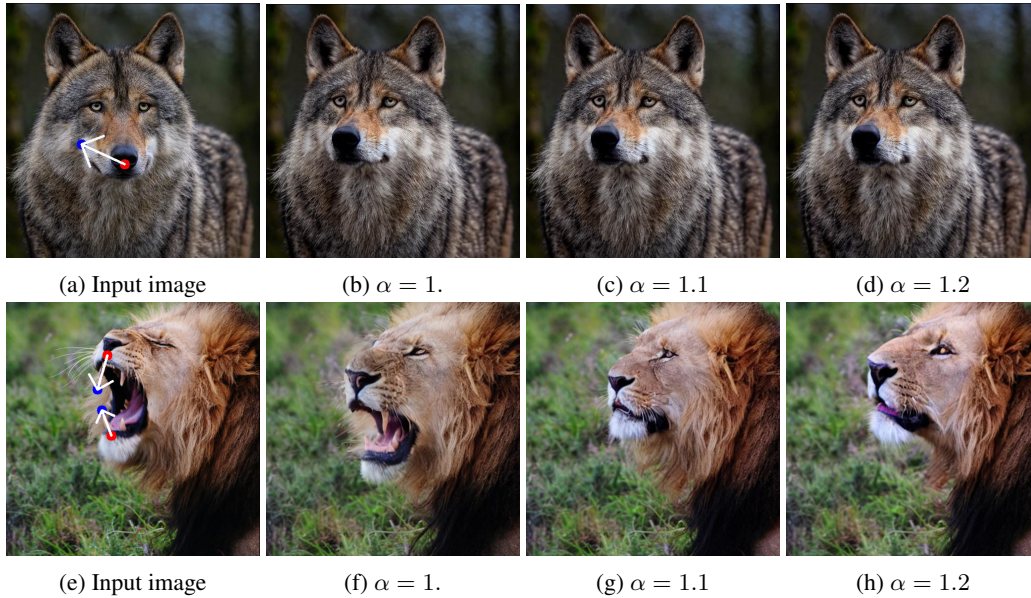 (a) Input image
(b) α = 1.
(c) α = 1.1
(d) α = 1.2
(e) Input image
(f) α = 1.
(g) α = 1.1
(h) α = 1.2